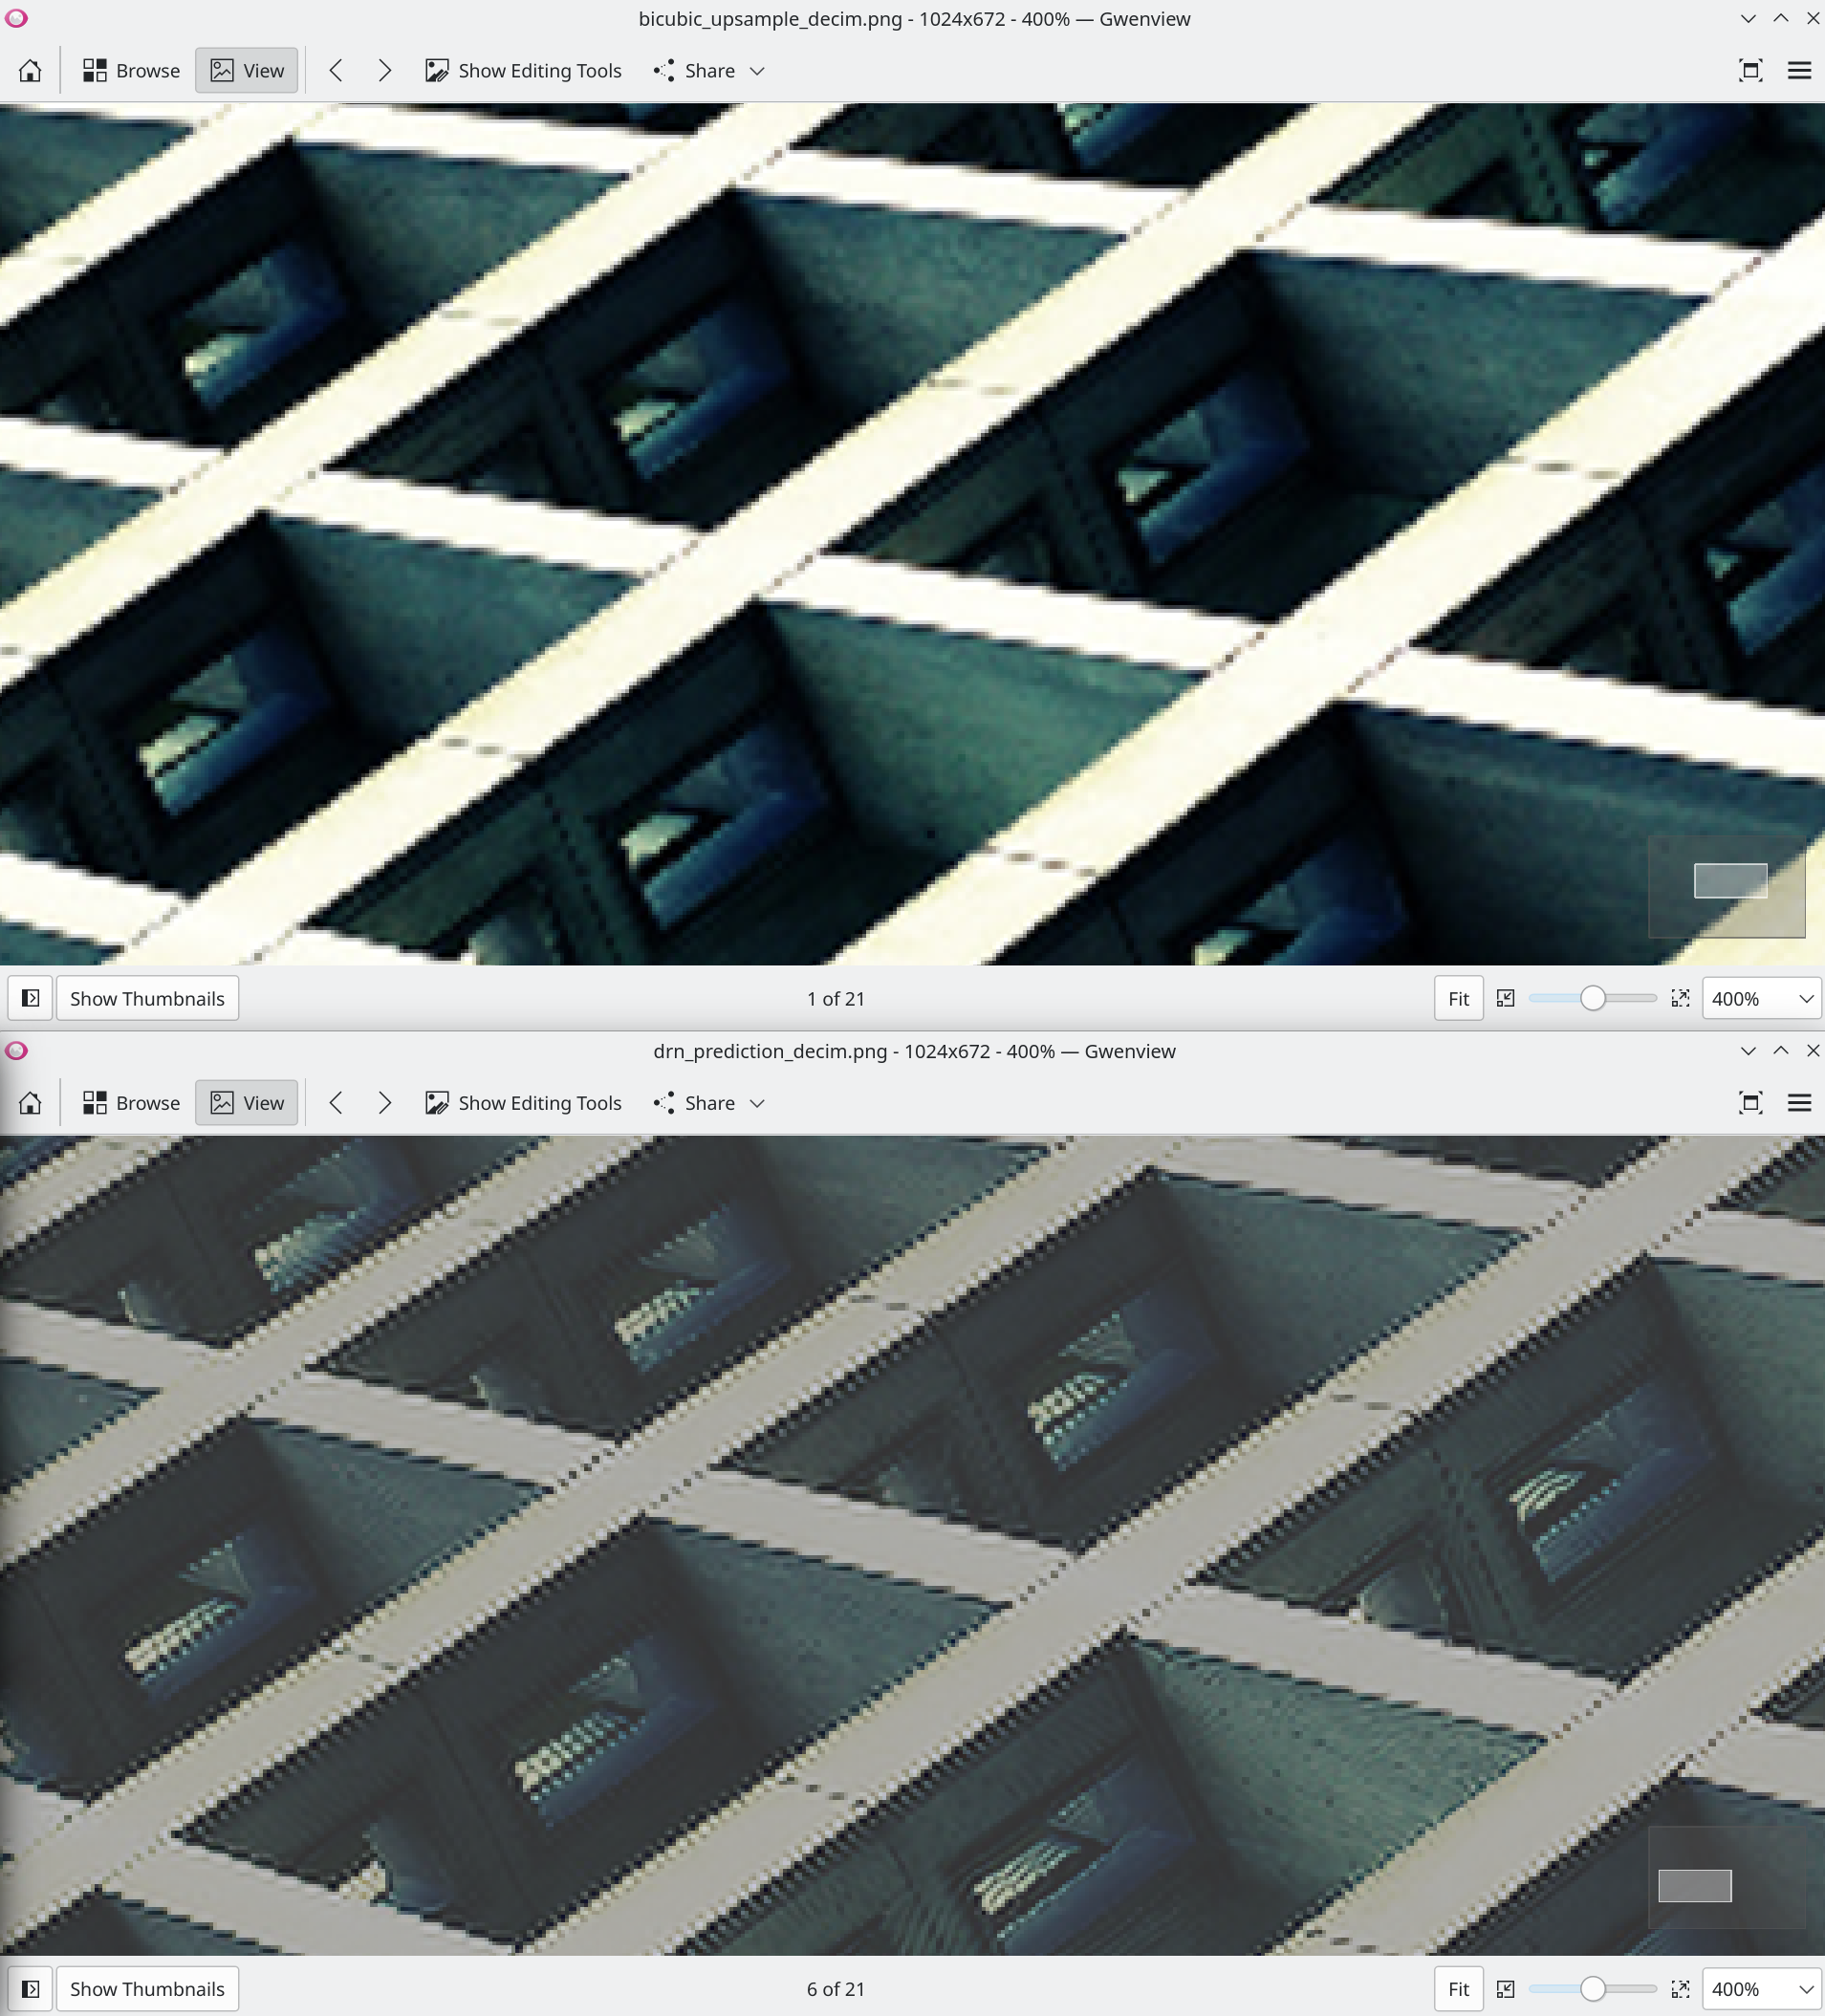 bicubic_upsample_decim.png - 1024x672 - 400% — Gwenview
Browse View Show Editing Tools Share
Show Thumbnails 1 of 21 Fit 400%
drn_prediction_decim.png - 1024x672 - 400% — Gwenview
Browse View Show Editing Tools Share
Show Thumbnails 6 of 21 Fit 400%